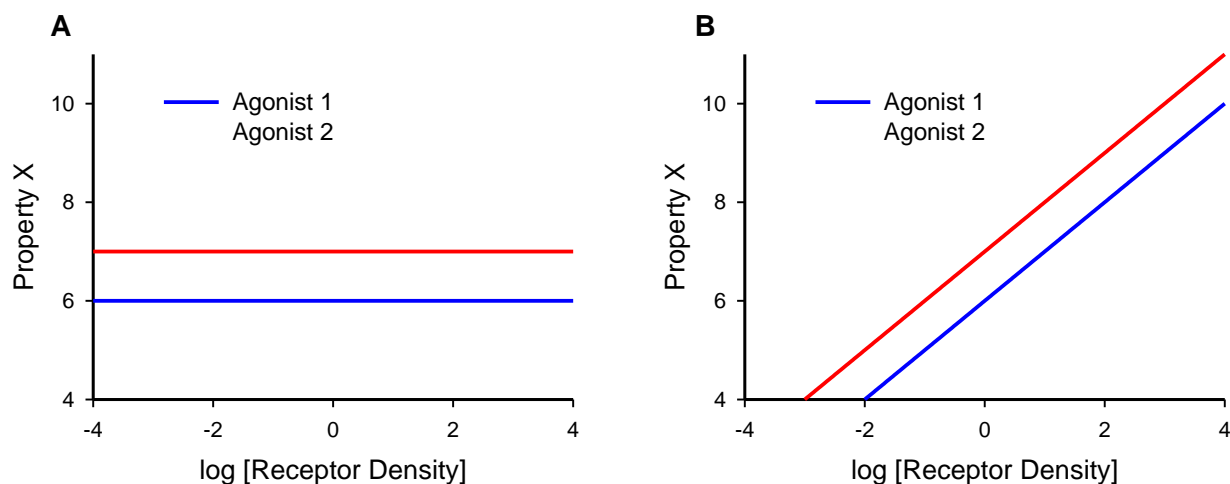 A
Property X
10
8
6
4
Agonist 1
Agonist 2
-4 -2 0 2 4
log [Receptor Density]
B
Property X
10
8
6
4
Agonist 1
Agonist 2
-4 -2 0 2 4
log [Receptor Density]